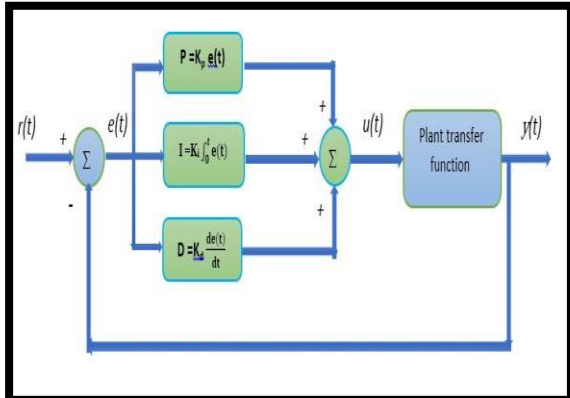 P =Kp e(t)
r(t)
+
e(t)
+
u(t)
y(t)
Σ
I =Ki ∫₀ᵗ e(t)
+
Σ
Plant transfer
function
-
+
D =Kd de(t)/dt